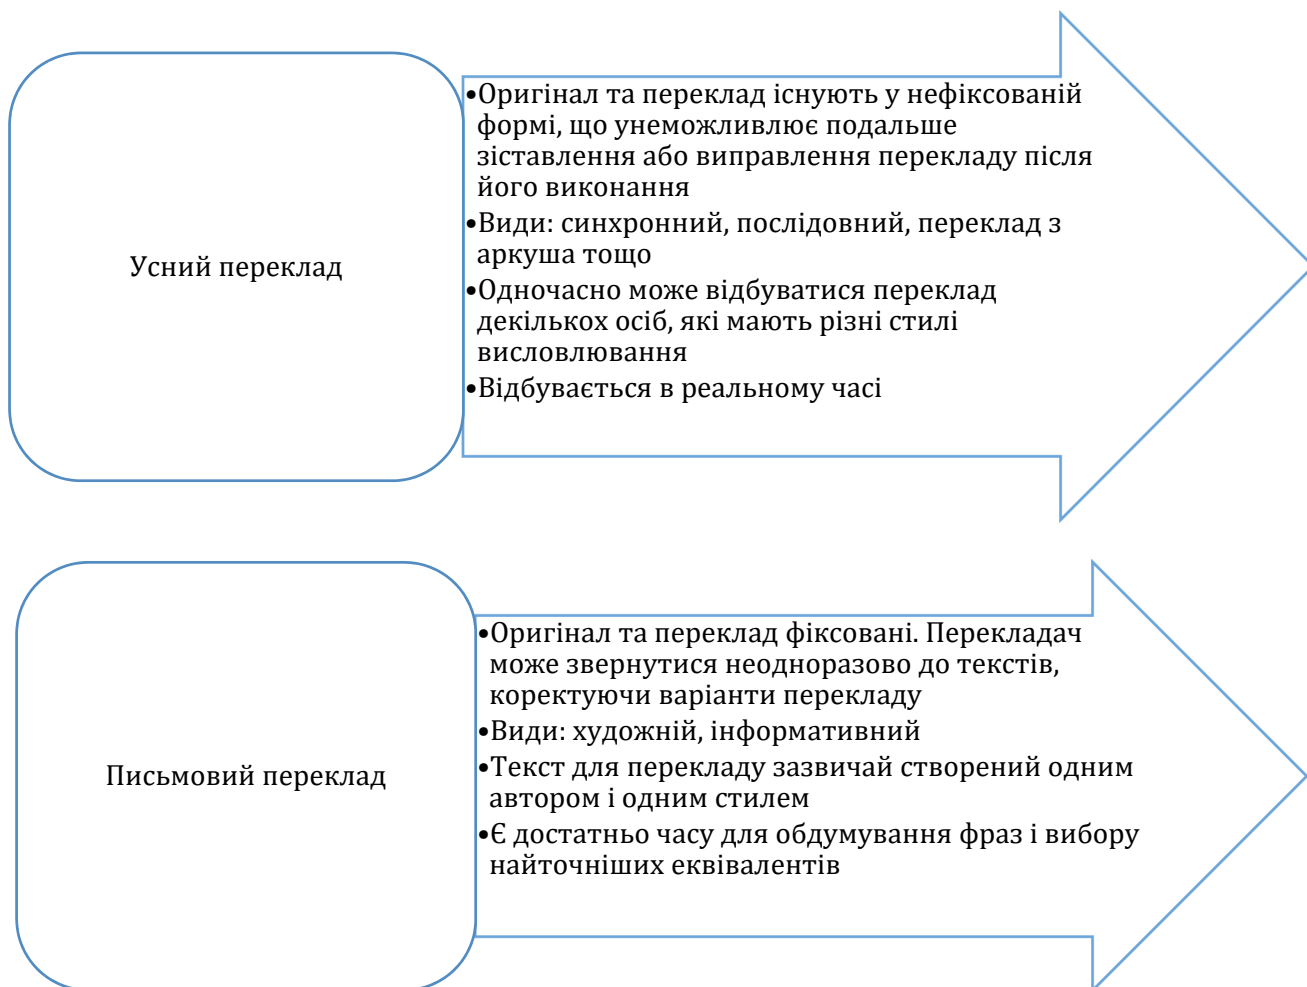 Усний переклад
•Оригінал та переклад існують у нефіксованій
формі, що унеможливлює подальше
зіставлення або виправлення перекладу після
його виконання
•Види: синхронний, послідовний, переклад з
аркуша тощо
•Одночасно може відбуватися переклад
декількох осіб, які мають різні стилі
висловлювання
•Відбувається в реальному часі
Письмовий переклад
•Оригінал та переклад фіксовані. Перекладач
може звернутися неодноразово до текстів,
коректуючи варіанти перекладу
•Види: художній, інформативний
•Текст для перекладу зазвичай створений одним
автором і одним стилем
•Є достатньо часу для обдумування фраз і вибору
найточніших еквівалентів